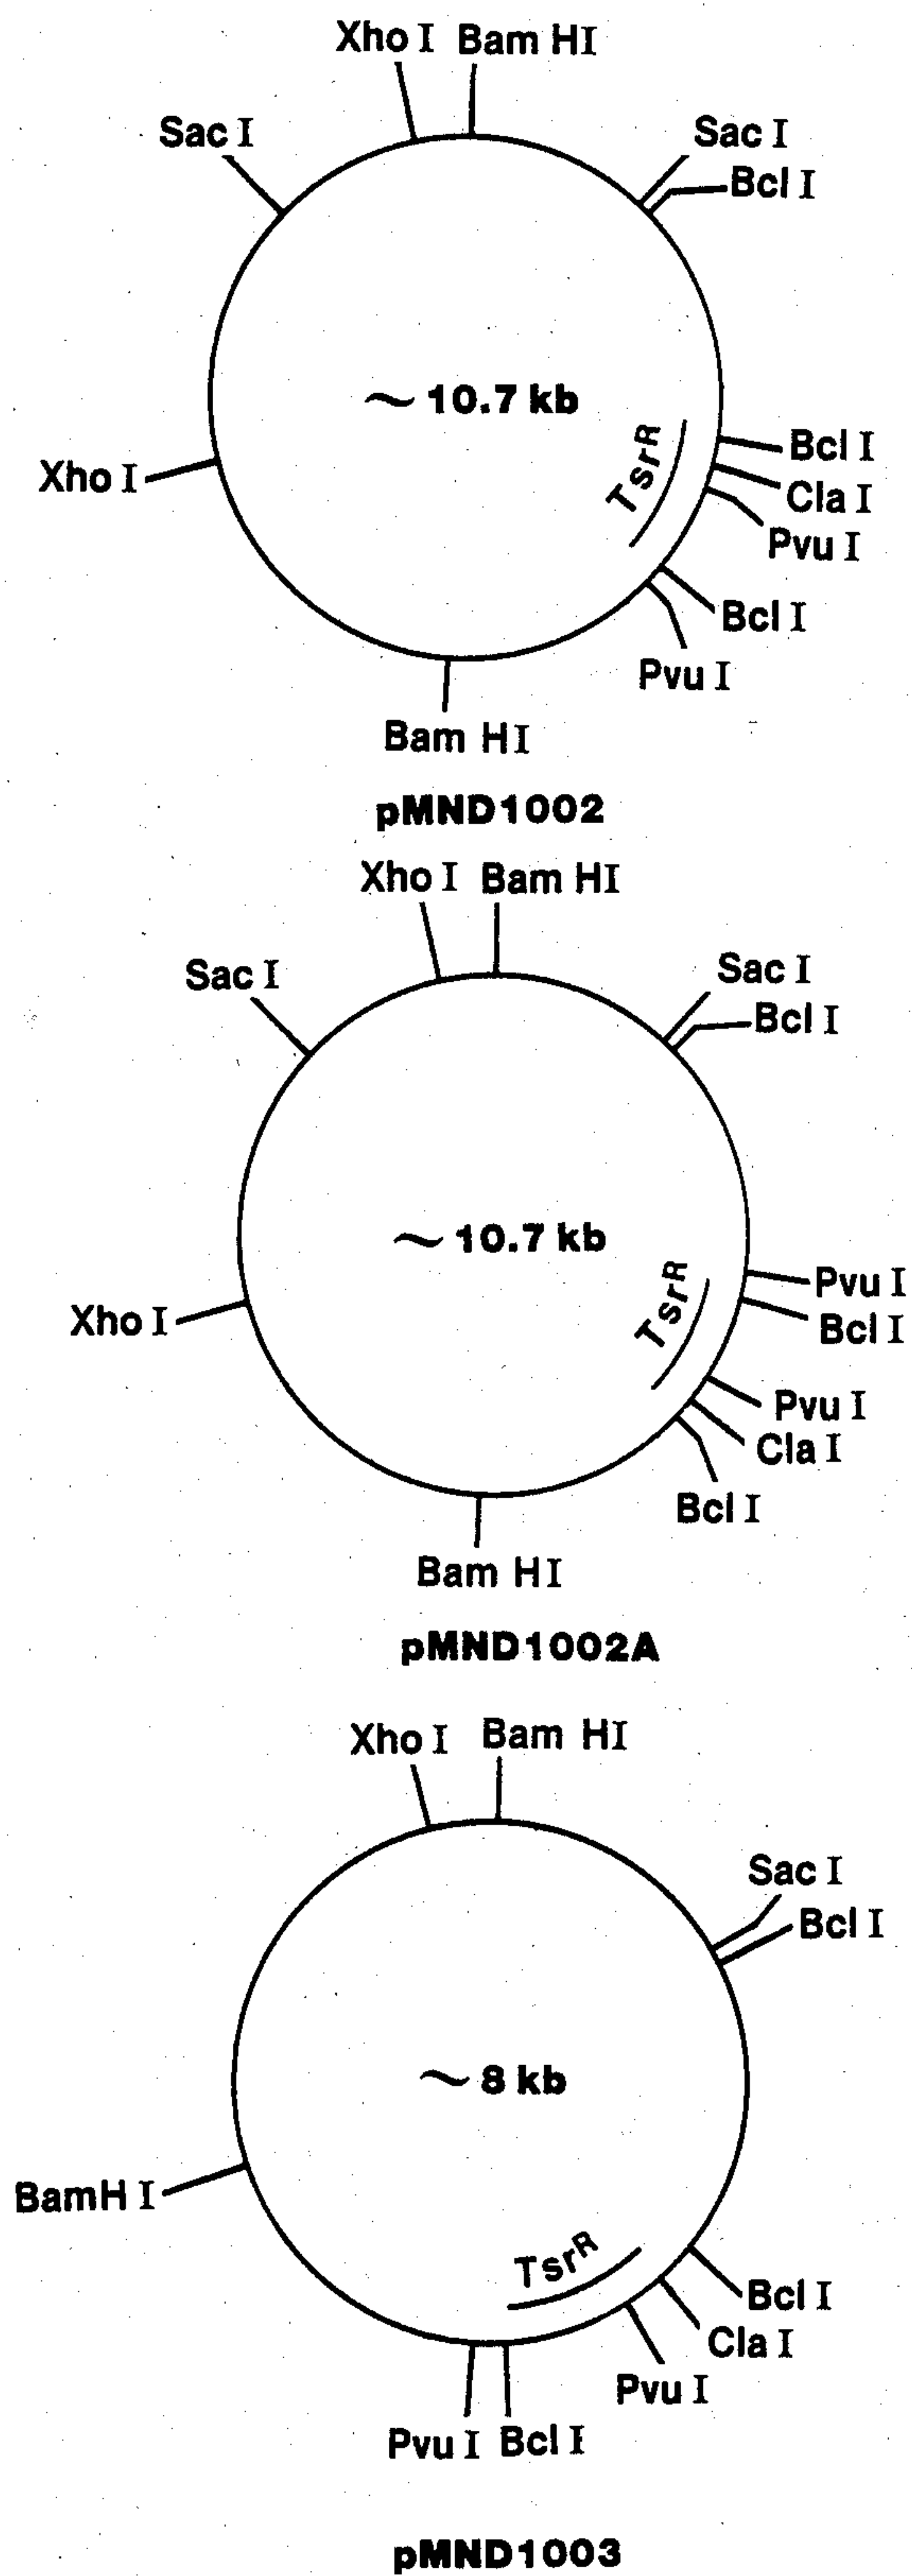 Xho I Bam HI
Sac I
Sac I
Bcl I
~ 10.7 kb
TsrR
Bcl I
Xho I
Cla I
Pvu I
Bcl I
Pvu I
Bam HI
pMND1002
Xho I Bam HI
Sac I
Sac I
Bcl I
~ 10.7 kb
TsrR
Pvu I
Xho I
Bcl I
Pvu I
Cla I
Bcl I
Bam HI
pMND1002A
Xho I Bam HI
Sac I
Bcl I
~ 8 kb
BamH I
TsrR
Bcl I
Cla I
Pvu I
Pvu I Bcl I
pMND1003